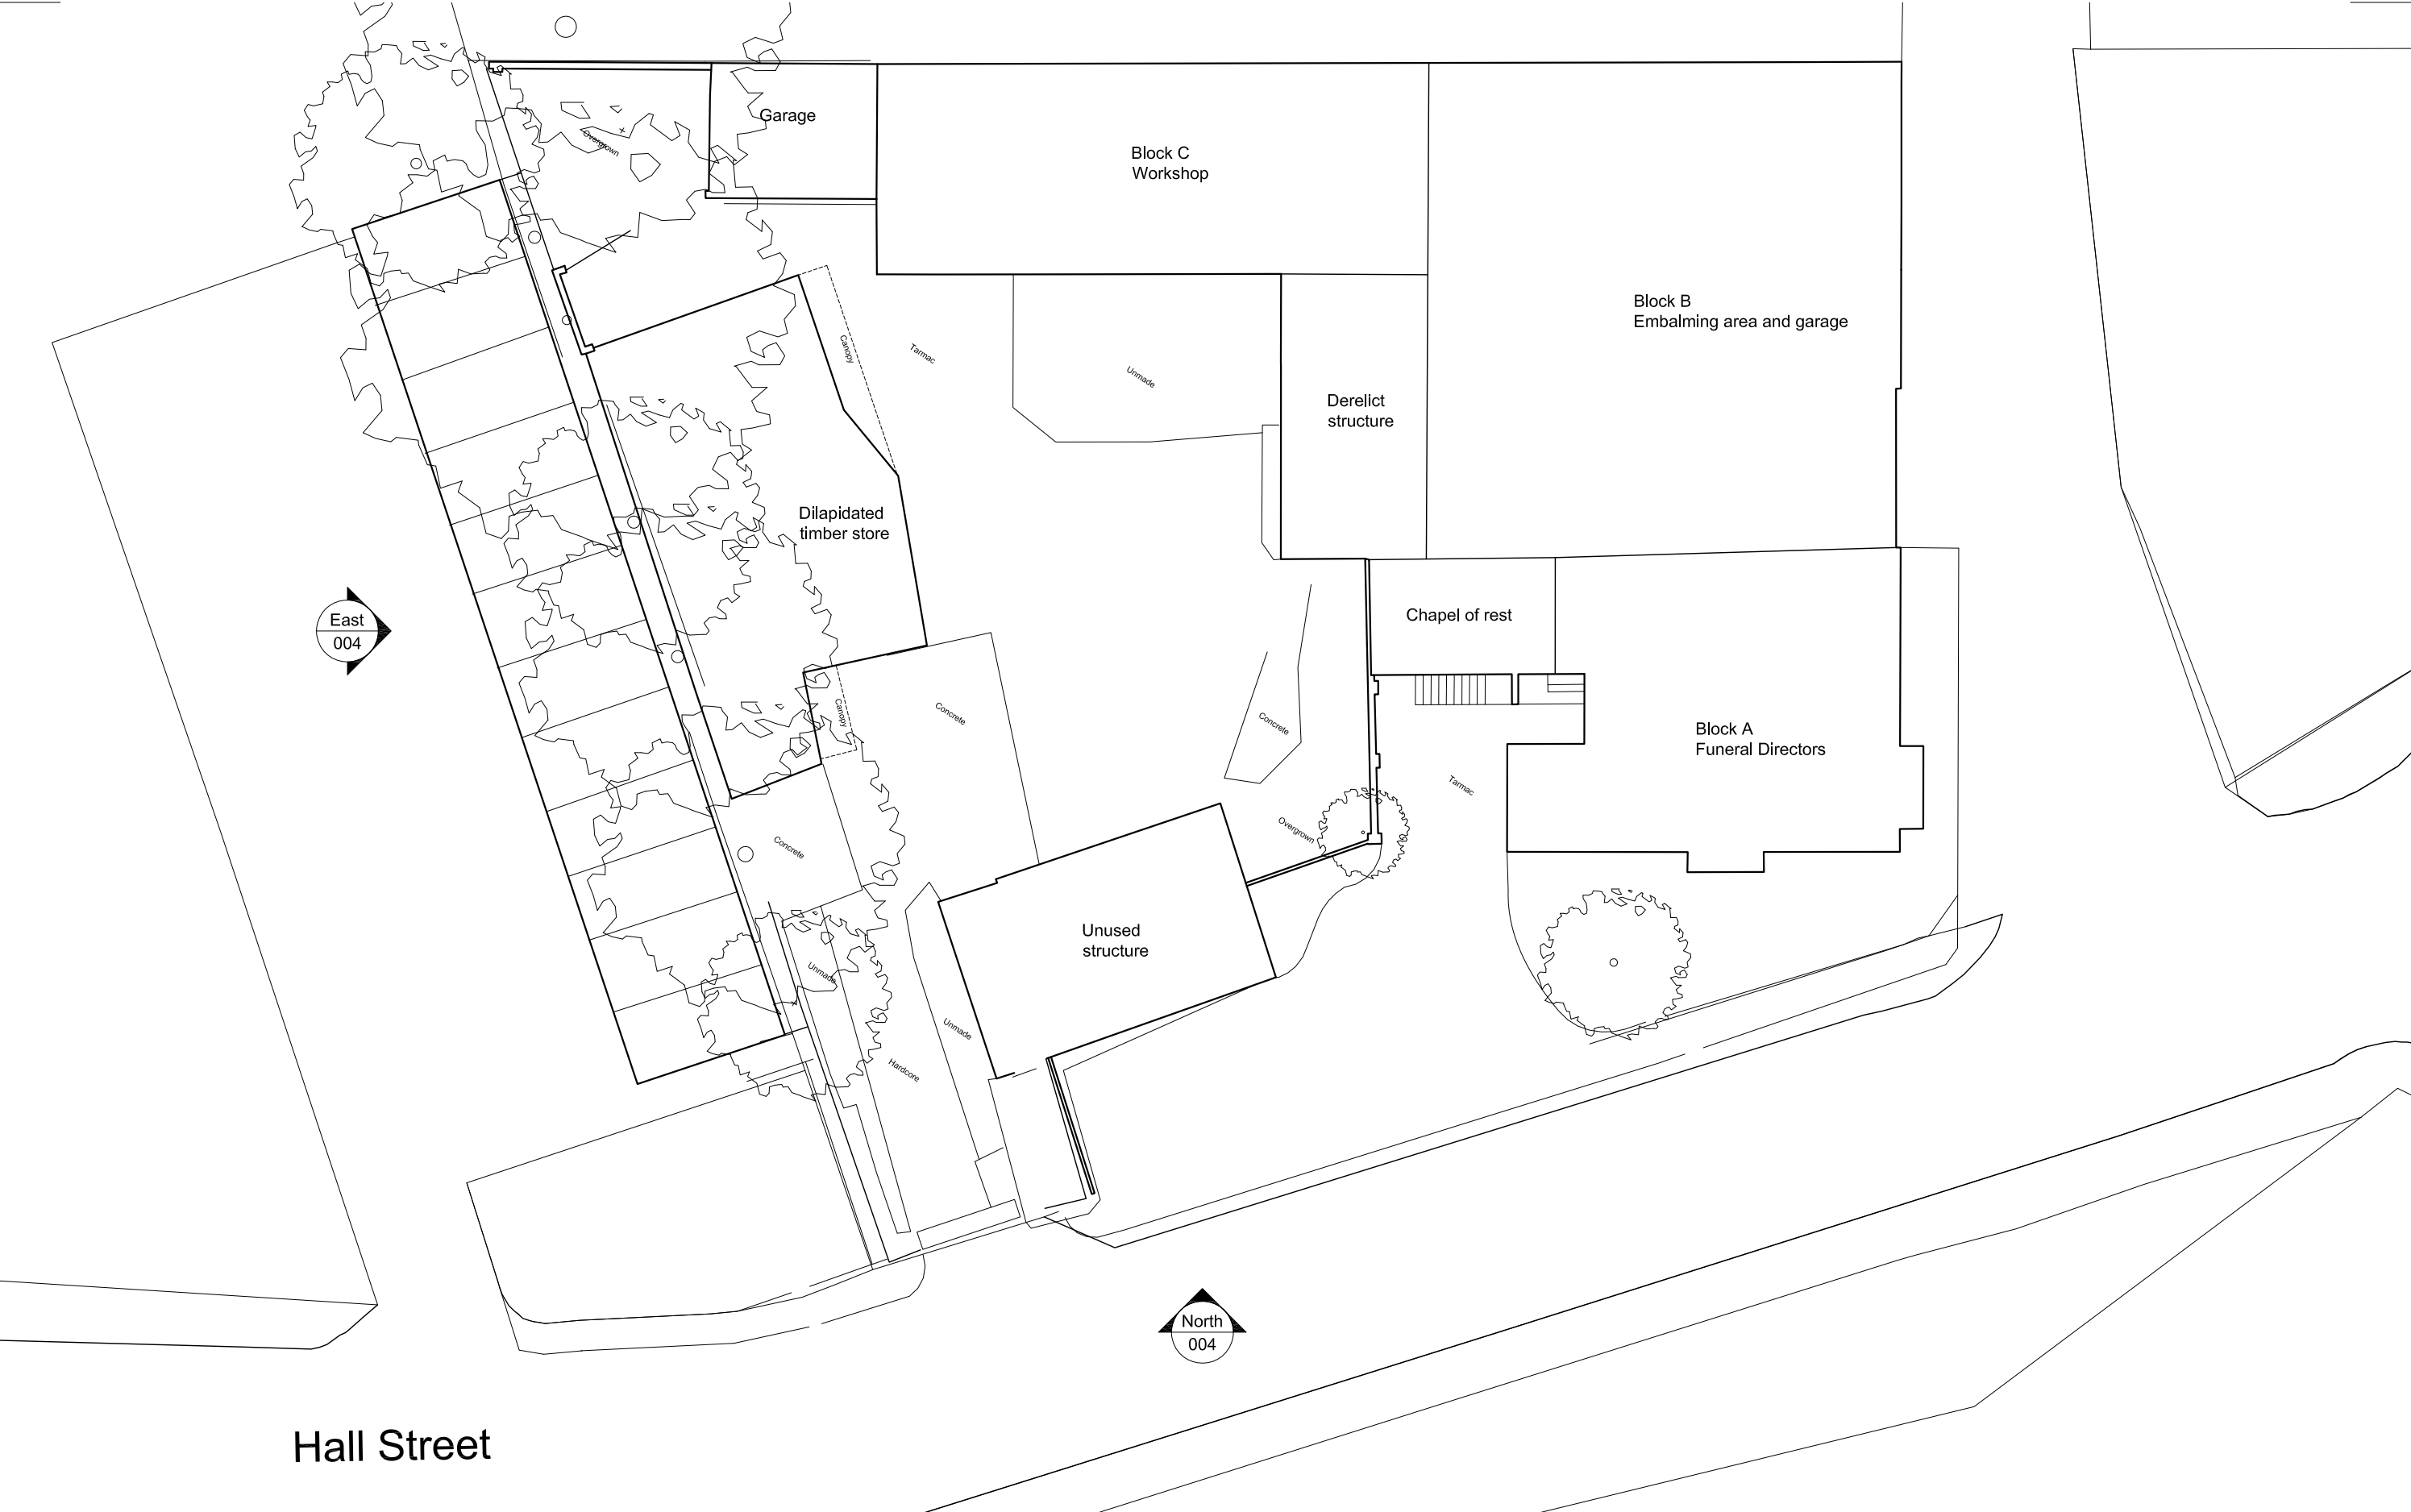 Garage
Overgrown
Block C
Workshop
Block B
Embalming area and garage
Canopy
Tarmac
Unmade
Derelict
structure
Dilapidated
timber store
East
004
Chapel of rest
Canopy
Concrete
Concrete
Block A
Funeral Directors
Tarmac
Overgrown
Concrete
Unused
structure
Unmade
Unmade
Hardcore
North
004
Hall Street